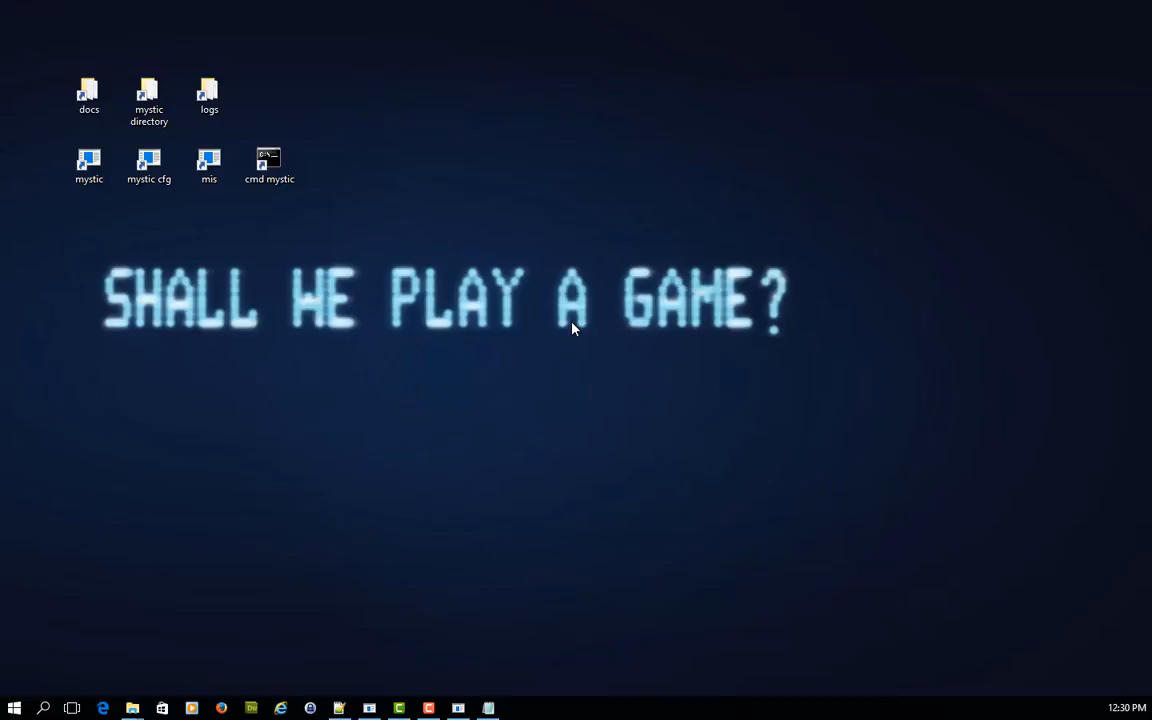 docs mystic directory logs
mystic mystic cfg mis cmd mystic
SHALL WE PLAY A GAME?
12:30 PM